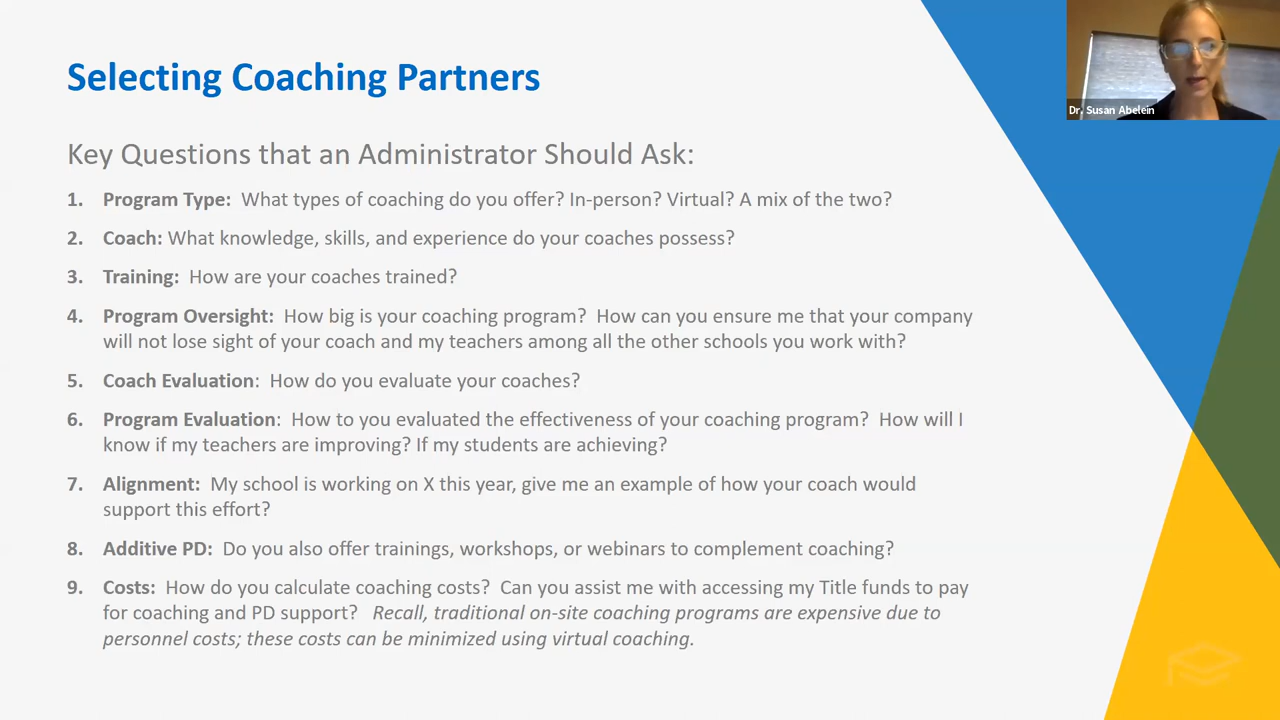 Selecting Coaching Partners
Dr. Susan Abelein
Key Questions that an Administrator Should Ask:
1. Program Type: What types of coaching do you offer? In-person? Virtual? A mix of the two?
2. Coach: What knowledge, skills, and experience do your coaches possess?
3. Training: How are your coaches trained?
4. Program Oversight: How big is your coaching program? How can you ensure me that your company
will not lose sight of your coach and my teachers among all the other schools you work with?
5. Coach Evaluation: How do you evaluate your coaches?
6. Program Evaluation: How to you evaluated the effectiveness of your coaching program? How will I
know if my teachers are improving? If my students are achieving?
7. Alignment: My school is working on X this year, give me an example of how your coach would
support this effort?
8. Additive PD: Do you also offer trainings, workshops, or webinars to complement coaching?
9. Costs: How do you calculate coaching costs? Can you assist me with accessing my Title funds to pay
for coaching and PD support? Recall, traditional on-site coaching programs are expensive due to
personnel costs; these costs can be minimized using virtual coaching.